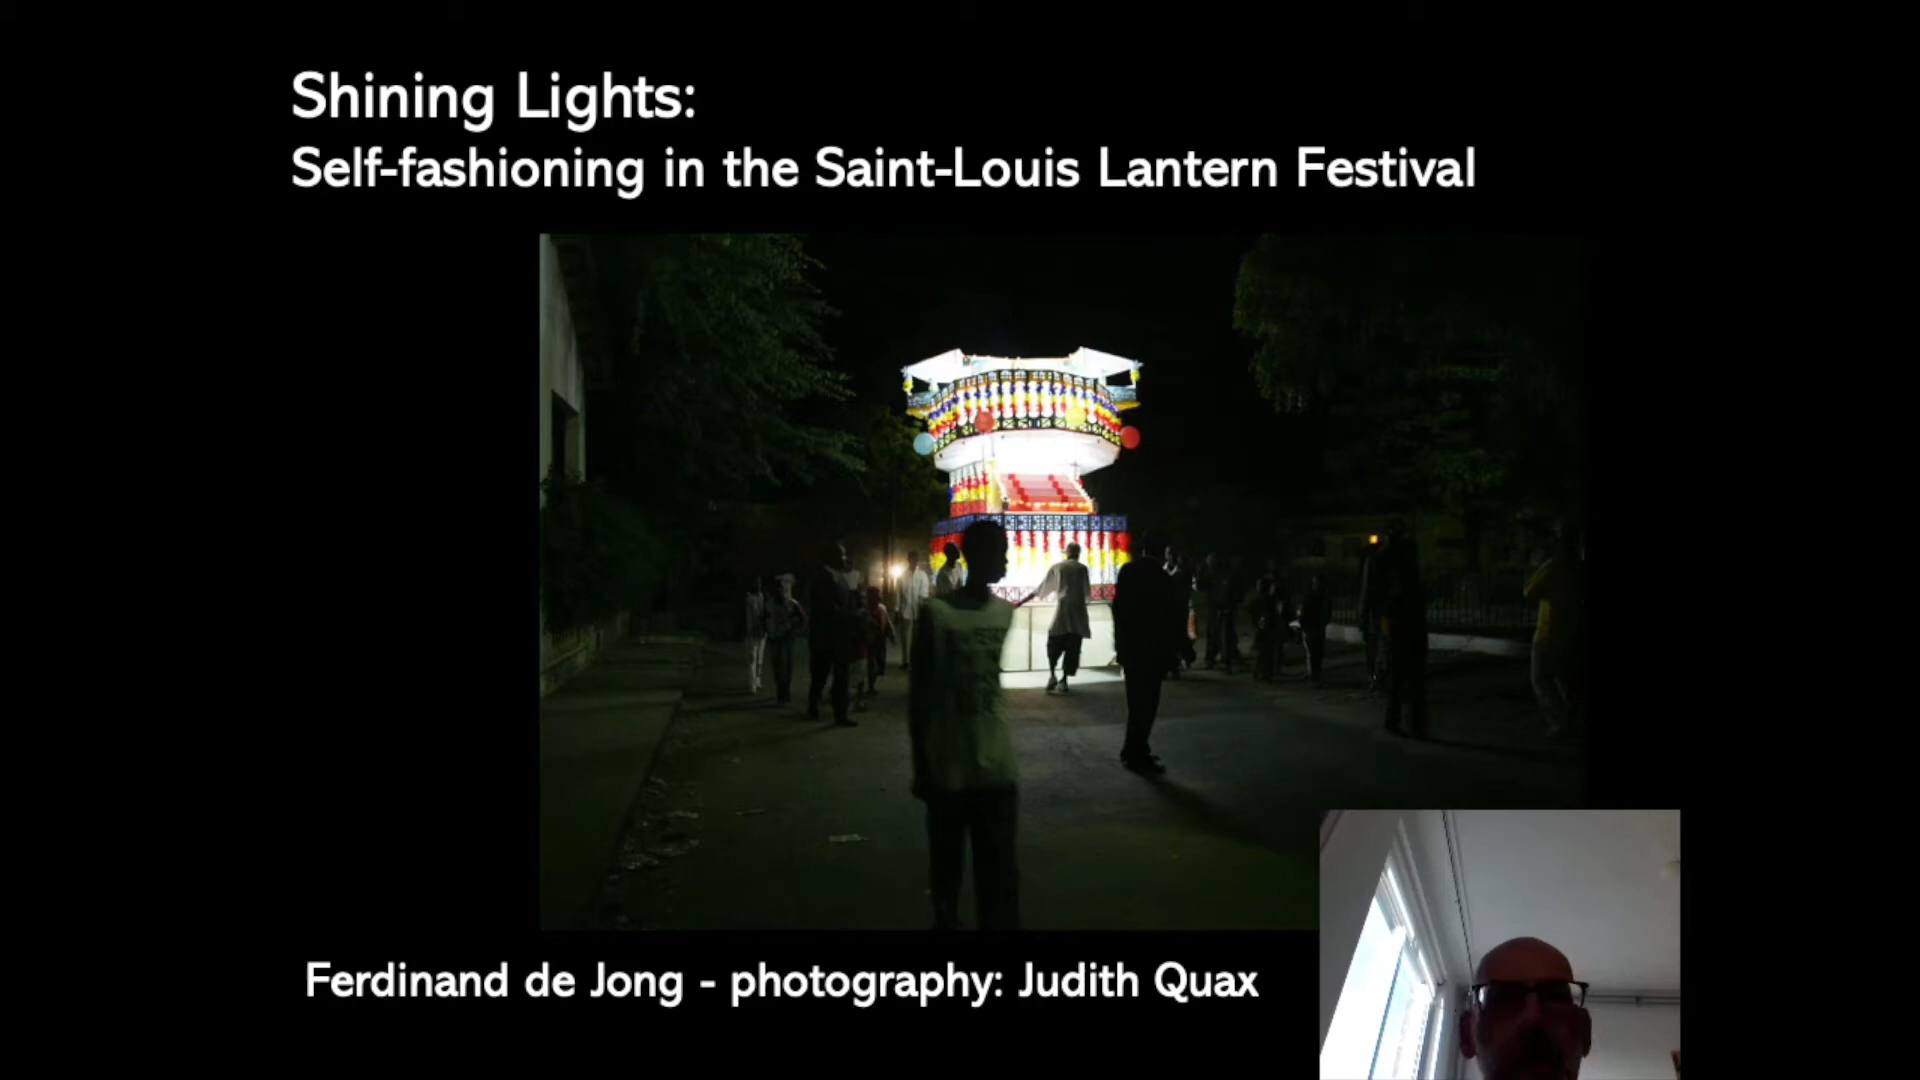 Shining Lights:
Self-fashioning in the Saint-Louis Lantern Festival
Ferdinand de Jong - photography: Judith Quax